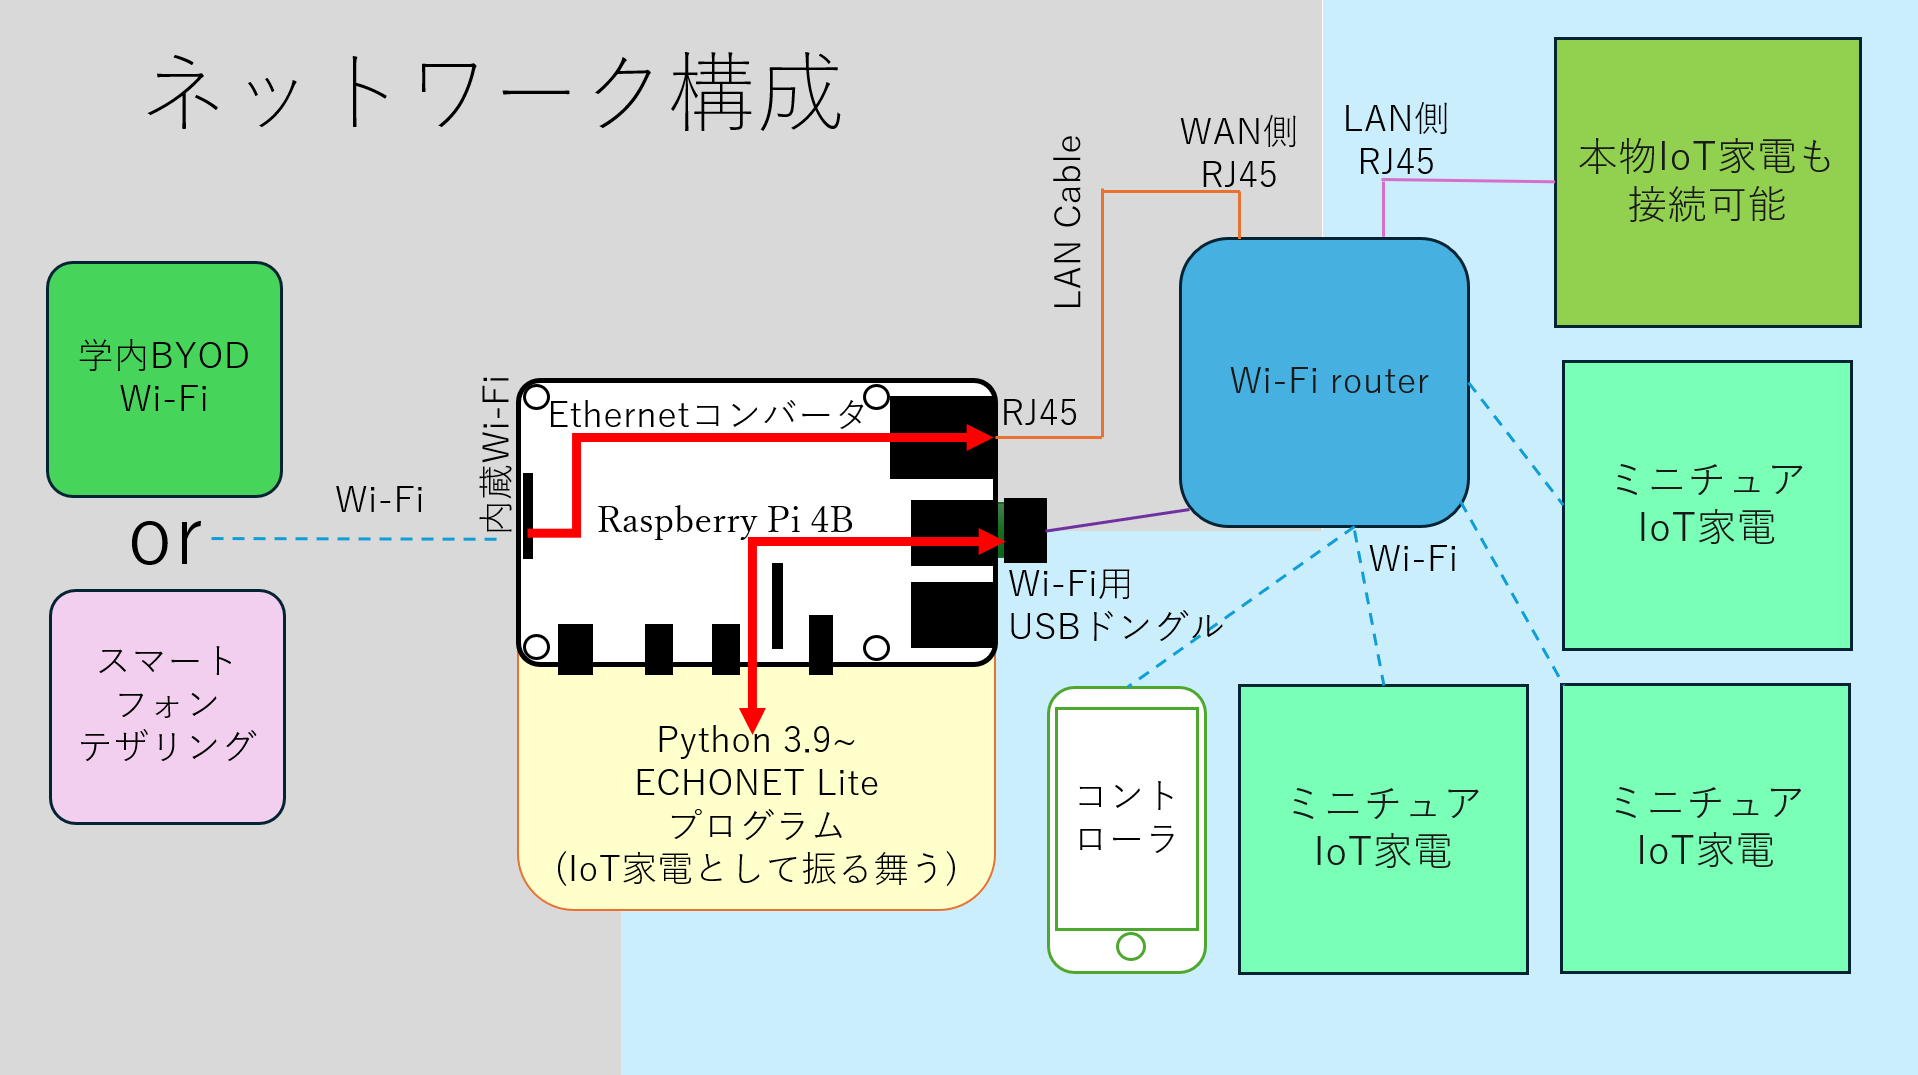 ネットワーク構成
WAN側
RJ45
LAN側
RJ45
LAN Cable
本物IoT家電も
接続可能
学内BYOD
Wi-Fi
or
スマート
フォン
テザリング
Wi-Fi
内蔵Wi-Fi
Ethernetコンバータ
RJ45
Raspberry Pi 4B
Wi-Fi用
USBドングル
Python 3.9~
ECHONET Lite
プログラム
(IoT家電として振る舞う)
Wi-Fi router
Wi-Fi
ミニチュア
IoT家電
コント
ローラ
ミニチュア
IoT家電
ミニチュア
IoT家電